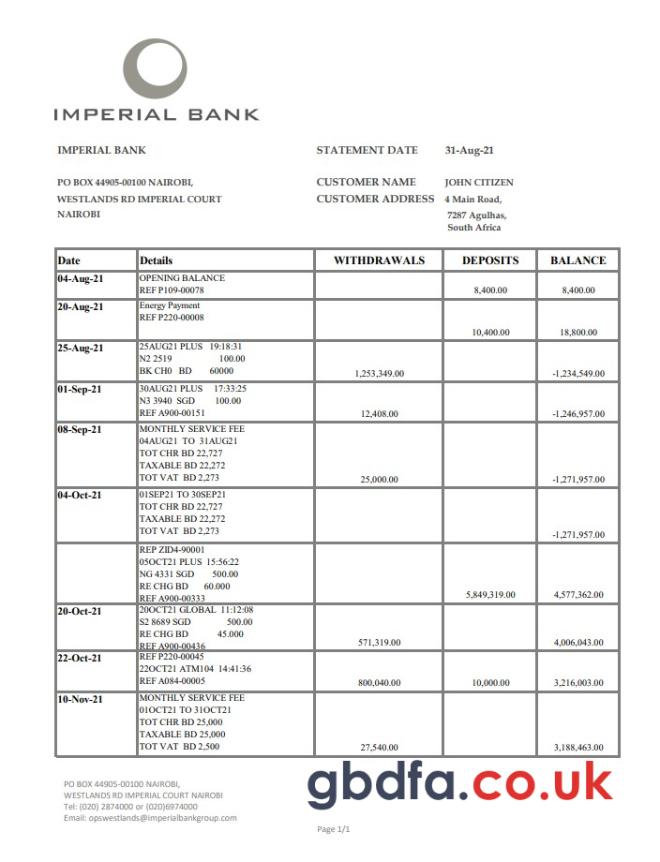 IMPERIAL BANK
IMPERIAL BANK
STATEMENT DATE 31-Aug-21
PO BOX 44905-00100 NAIROBI,
WESTLANDS RD IMPERIAL COURT
NAIROBI
CUSTOMER NAME JOHN CITIZEN
CUSTOMER ADDRESS 4 Main Road,
7287 Agulhas,
South Africa
Date Details WITHDRAWALS DEPOSITS BALANCE
04-Aug-21 OPENING BALANCE
REF P109-00078 8,400.00 8,400.00
20-Aug-21 Energy Payment
REF P220-00008
10,400.00 18,800.00
25-Aug-21 25AUG21 PLUS 19:18:31
N2 2519 100.00
BK CH0 BD 60000 1,253,349.00 -1,234,549.00
01-Sep-21 30AUG21 PLUS 17:33:25
N3 3940 SGD 100.00
REF A900-00151 12,408.00 -1,246,957.00
08-Sep-21 MONTHLY SERVICE FEE
04AUG21 TO 31AUG21
TOT CHR BD 22,727
TAXABLE BD 22,272
TOT VAT BD 2,273 25,000.00 -1,271,957.00
04-Oct-21 01SEP21 TO 30SEP21
TOT CHR BD 22,727
TAXABLE BD 22,272
TOT VAT BD 2,273 -1,271,957.00
REP ZID4-90001
05OCT21 PLUS 15:56:22
NG 4331 SGD 500.00
RE CHG BD 60.000
REF A900-00333 5,849,319.00 4,577,362.00
20-Oct-21 20OCT21 GLOBAL 11:12:08
S2 8689 SGD 500.00
RE CHG BD 45.000
REF A900-00436 571,319.00 4,006,043.00
22-Oct-21 REF P220-00045
22OCT21 ATM104 14:41:36
REF A084-00005 800,040.00 10,000.00 3,216,003.00
10-Nov-21 MONTHLY SERVICE FEE
01OCT21 TO 31OCT21
TOT CHR BD 25,000
TAXABLE BD 25,000
TOT VAT BD 2,500 27,540.00 3,188,463.00
PO BOX 44905-00100 NAIROBI,
WESTLANDS RD IMPERIAL COURT NAIROBI
Tel: (020) 2874000 or (020)6974000
Email: opswestlands@imperialbankgroup.com
gbdfa.co.uk
Page 1/1